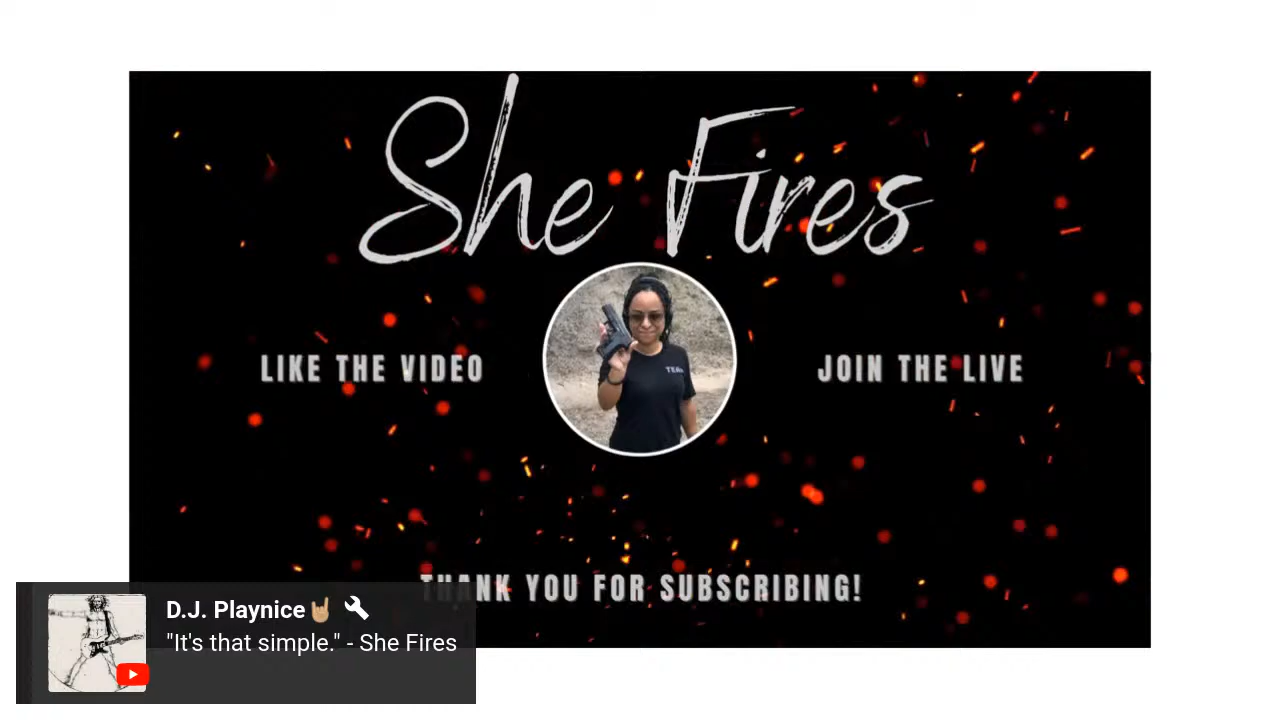 She Fires
LIKE THE VIDEO
JOIN THE LIVE
THANK YOU FOR SUBSCRIBING!
D.J. Playnice🤘🏼 🔧
"It's that simple." - She Fires